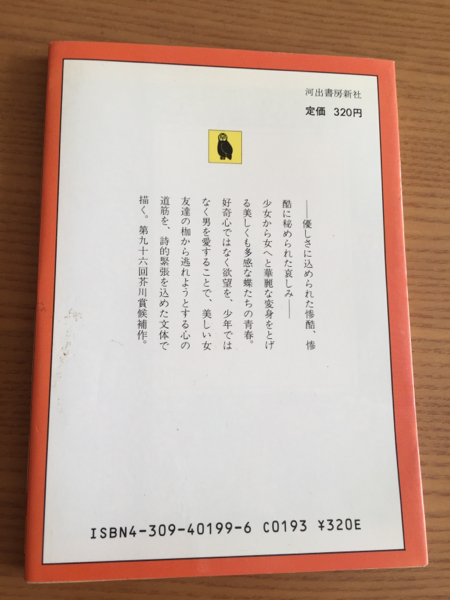 河出書房新社
定価 320円
――優しさに込められた惨酷、惨
酷に秘められた哀しみ――
少女から女へと華麗な変身をとげ
る美しくも多感な蝶たちの青春。
好奇心ではなく欲望を、少年では
なく男を愛することで、美しい女
友達の枷から逃れようとする心の
道筋を、詩的緊張を込めた文体で
描く。第九十六回芥川賞候補作。
ISBN4-309-40199-6 C0193 ¥320E